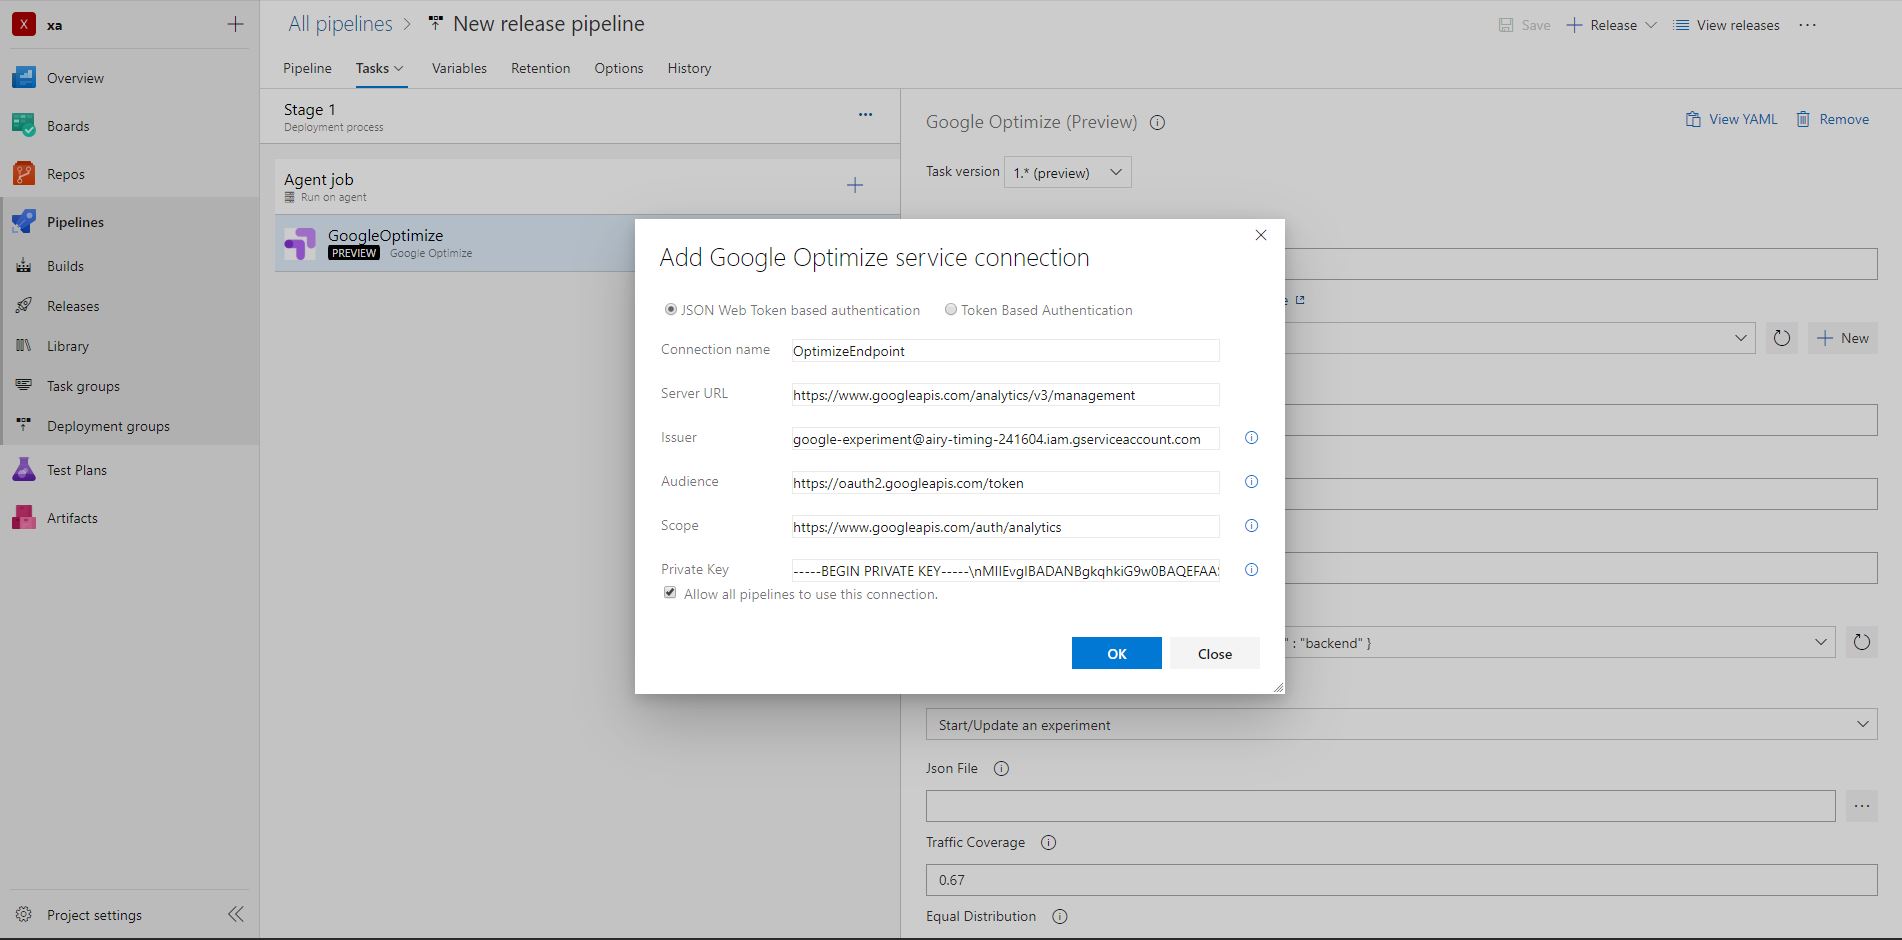 X xa
Overview
Boards
Repos
Pipelines
Builds
Releases
Library
Task groups
Deployment groups
Test Plans
Artifacts
Project settings
All pipelines > New release pipeline
Save
Release
View releases
Pipeline Tasks Variables Retention Options History
Stage 1
Deployment process
Agent job
Run on agent
GoogleOptimize
PREVIEW Google Optimize
Google Optimize (Preview)
View YAML
Remove
Task version 1.* (preview)
New
Add Google Optimize service connection
JSON Web Token based authentication Token Based Authentication
Connection name OptimizeEndpoint
Server URL https://www.googleapis.com/analytics/v3/management
Issuer google-experiment@airy-timing-241604.iam.gserviceaccount.com
Audience https://oauth2.googleapis.com/token
Scope https://www.googleapis.com/auth/analytics
Private Key -----BEGIN PRIVATE KEY-----\nMIIEvgIBADANBgkqhkiG9w0BAQEFAAS
Allow all pipelines to use this connection.
OK Close
" : "backend" }
Start/Update an experiment
Json File
Traffic Coverage
0.67
Equal Distribution